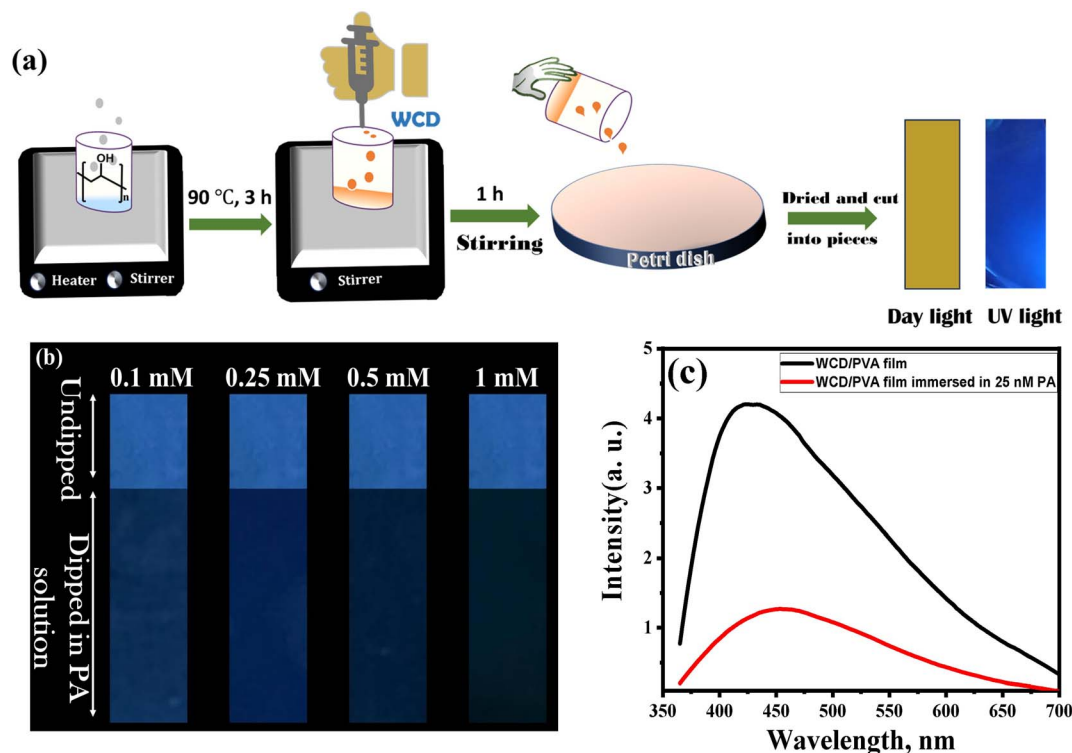 (a)
OH
n
Heater
Stirrer
90 °C, 3 h
WCD
Stirrer
1 h
Stirring
Petri dish
Dried and cut
into pieces
Day light
UV light
(b)
0.1 mM
0.25 mM
0.5 mM
1 mM
Undipped
Dipped in PA
solution
(c)
WCD/PVA film
WCD/PVA film immersed in 25 nM PA
Intensity(a. u.)
5
4
3
2
1
350
400
450
500
550
600
650
700
Wavelength, nm